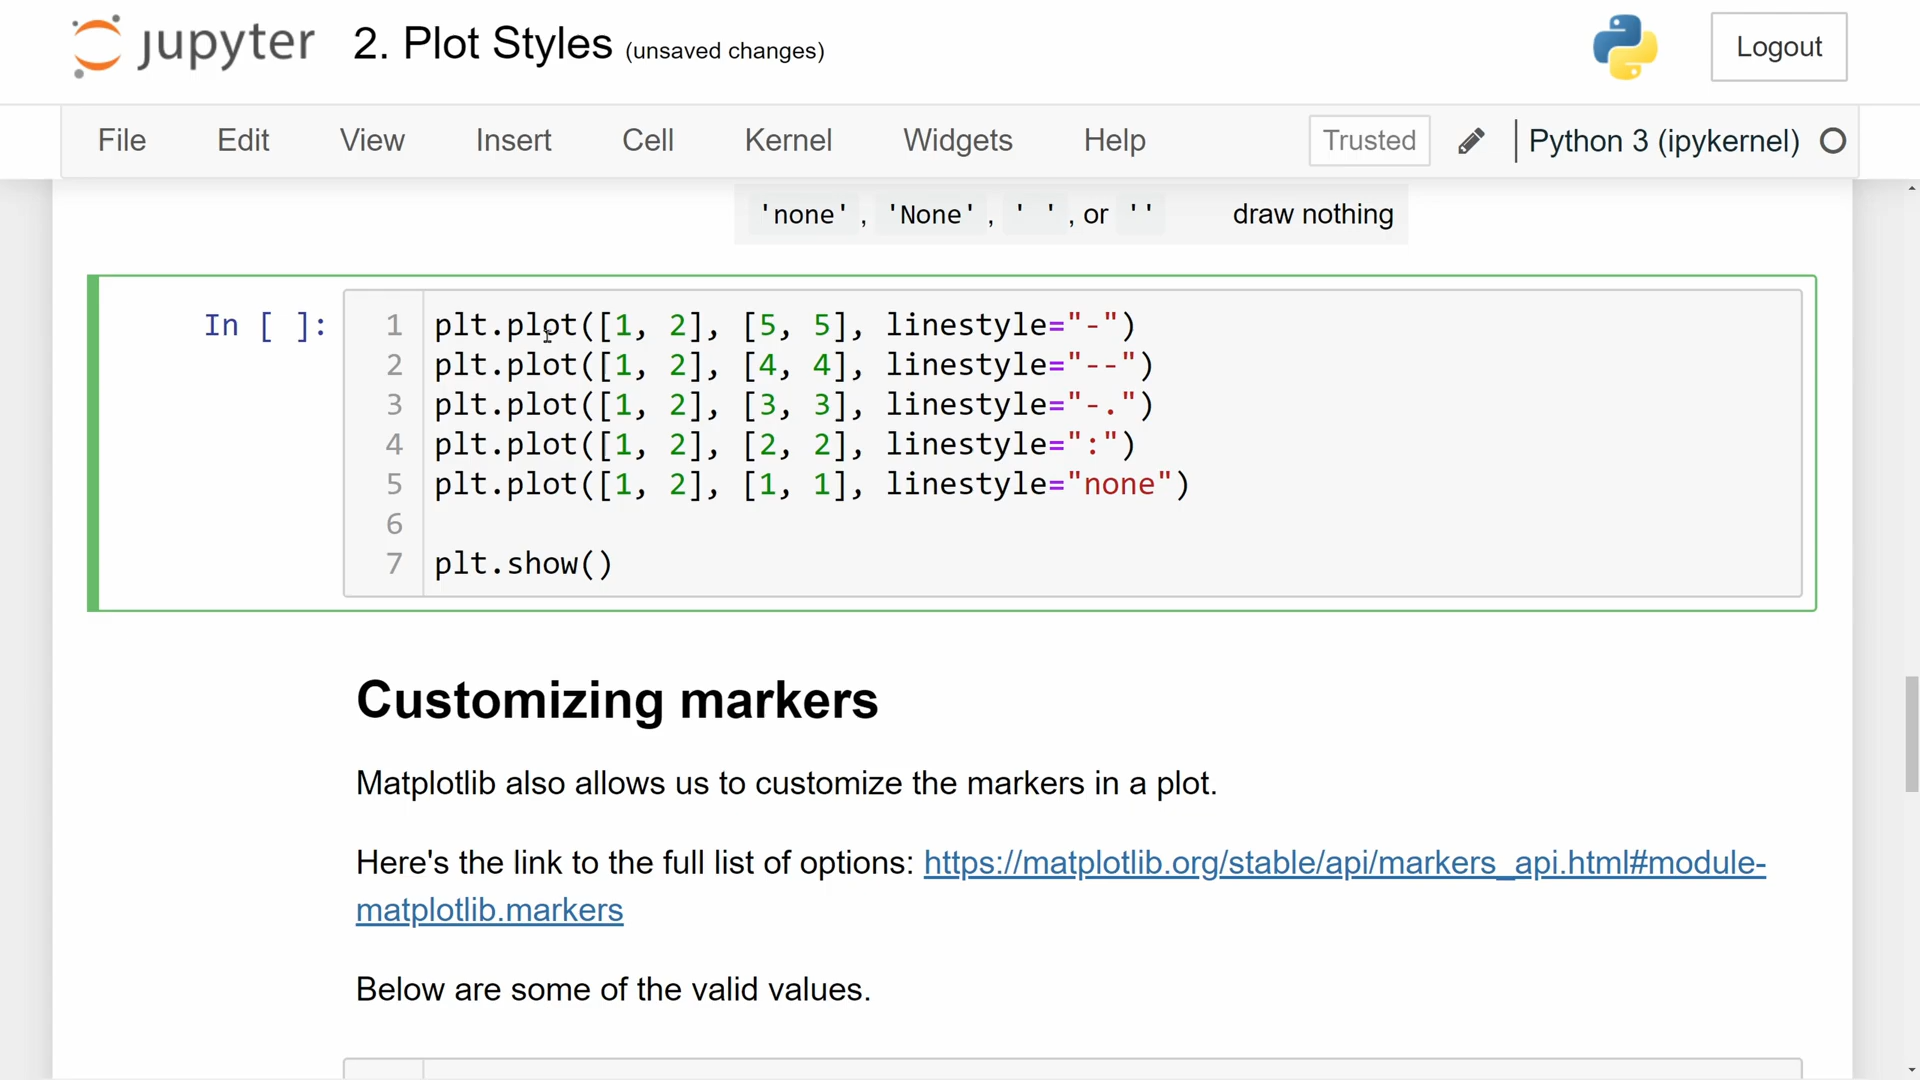 jupyter 2. Plot Styles (unsaved changes) Logout
File Edit View Insert Cell Kernel Widgets Help Trusted Python 3 (ipykernel)
'none', 'None', ' ', or '' draw nothing
In [ ]:
1 plt.plot([1, 2], [5, 5], linestyle="-")
2 plt.plot([1, 2], [4, 4], linestyle="--")
3 plt.plot([1, 2], [3, 3], linestyle="-.")
4 plt.plot([1, 2], [2, 2], linestyle=":")
5 plt.plot([1, 2], [1, 1], linestyle="none")
6
7 plt.show()
Customizing markers
Matplotlib also allows us to customize the markers in a plot.
Here's the link to the full list of options: https://matplotlib.org/stable/api/markers_api.html#module-
matplotlib.markers
Below are some of the valid values.